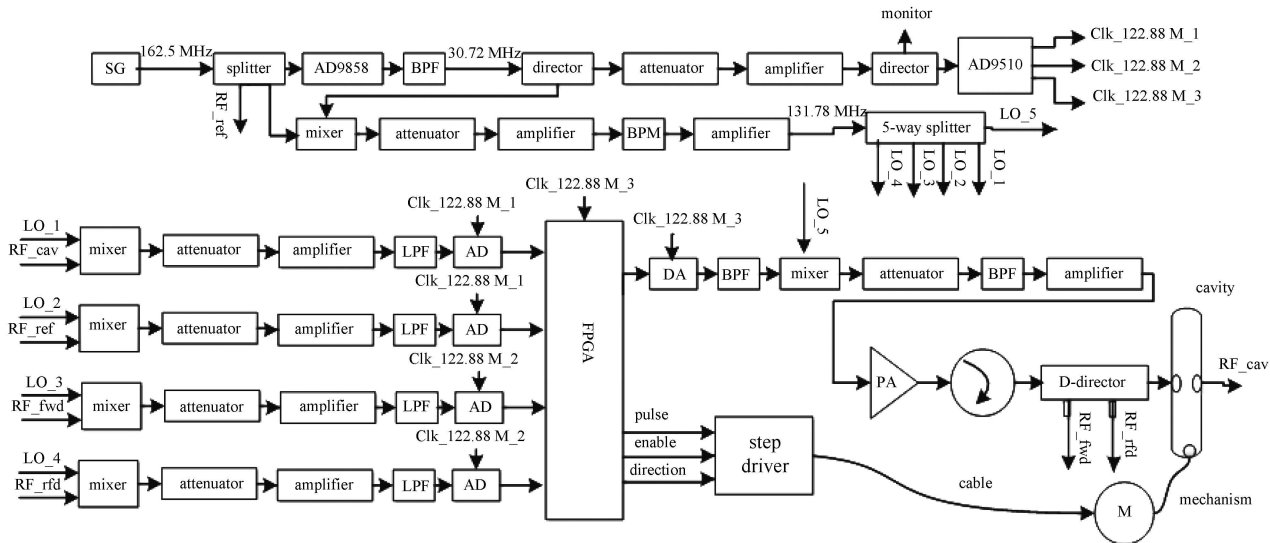 monitor
162.5 MHz
30.72 MHz
Clk_122.88 M_1
SG
splitter
AD9858
BPF
director
attenuator
amplifier
director
AD9510
Clk_122.88 M_2
Clk_122.88 M_3
RF_ref
131.78 MHz
mixer
attenuator
amplifier
BPM
amplifier
5-way splitter
LO_5
LO_4
LO_3
LO_2
LO_1
Clk_122.88 M_3
Clk_122.88 M_1
LO_5
Clk_122.88 M_3
LO_1
RF_cav
mixer
attenuator
amplifier
LPF
AD
DA
BPF
mixer
attenuator
BPF
amplifier
Clk_122.88 M_1
LO_2
RF_ref
mixer
attenuator
amplifier
LPF
AD
FPGA
cavity
Clk_122.88 M_2
LO_3
RF_fwd
mixer
attenuator
amplifier
LPF
AD
PA
D-director
RF_cav
Clk_122.88 M_2
pulse
enable
direction
step
driver
RF_fwd
RF_rfd
LO_4
RF_rfd
mixer
attenuator
amplifier
LPF
AD
cable
M
mechanism